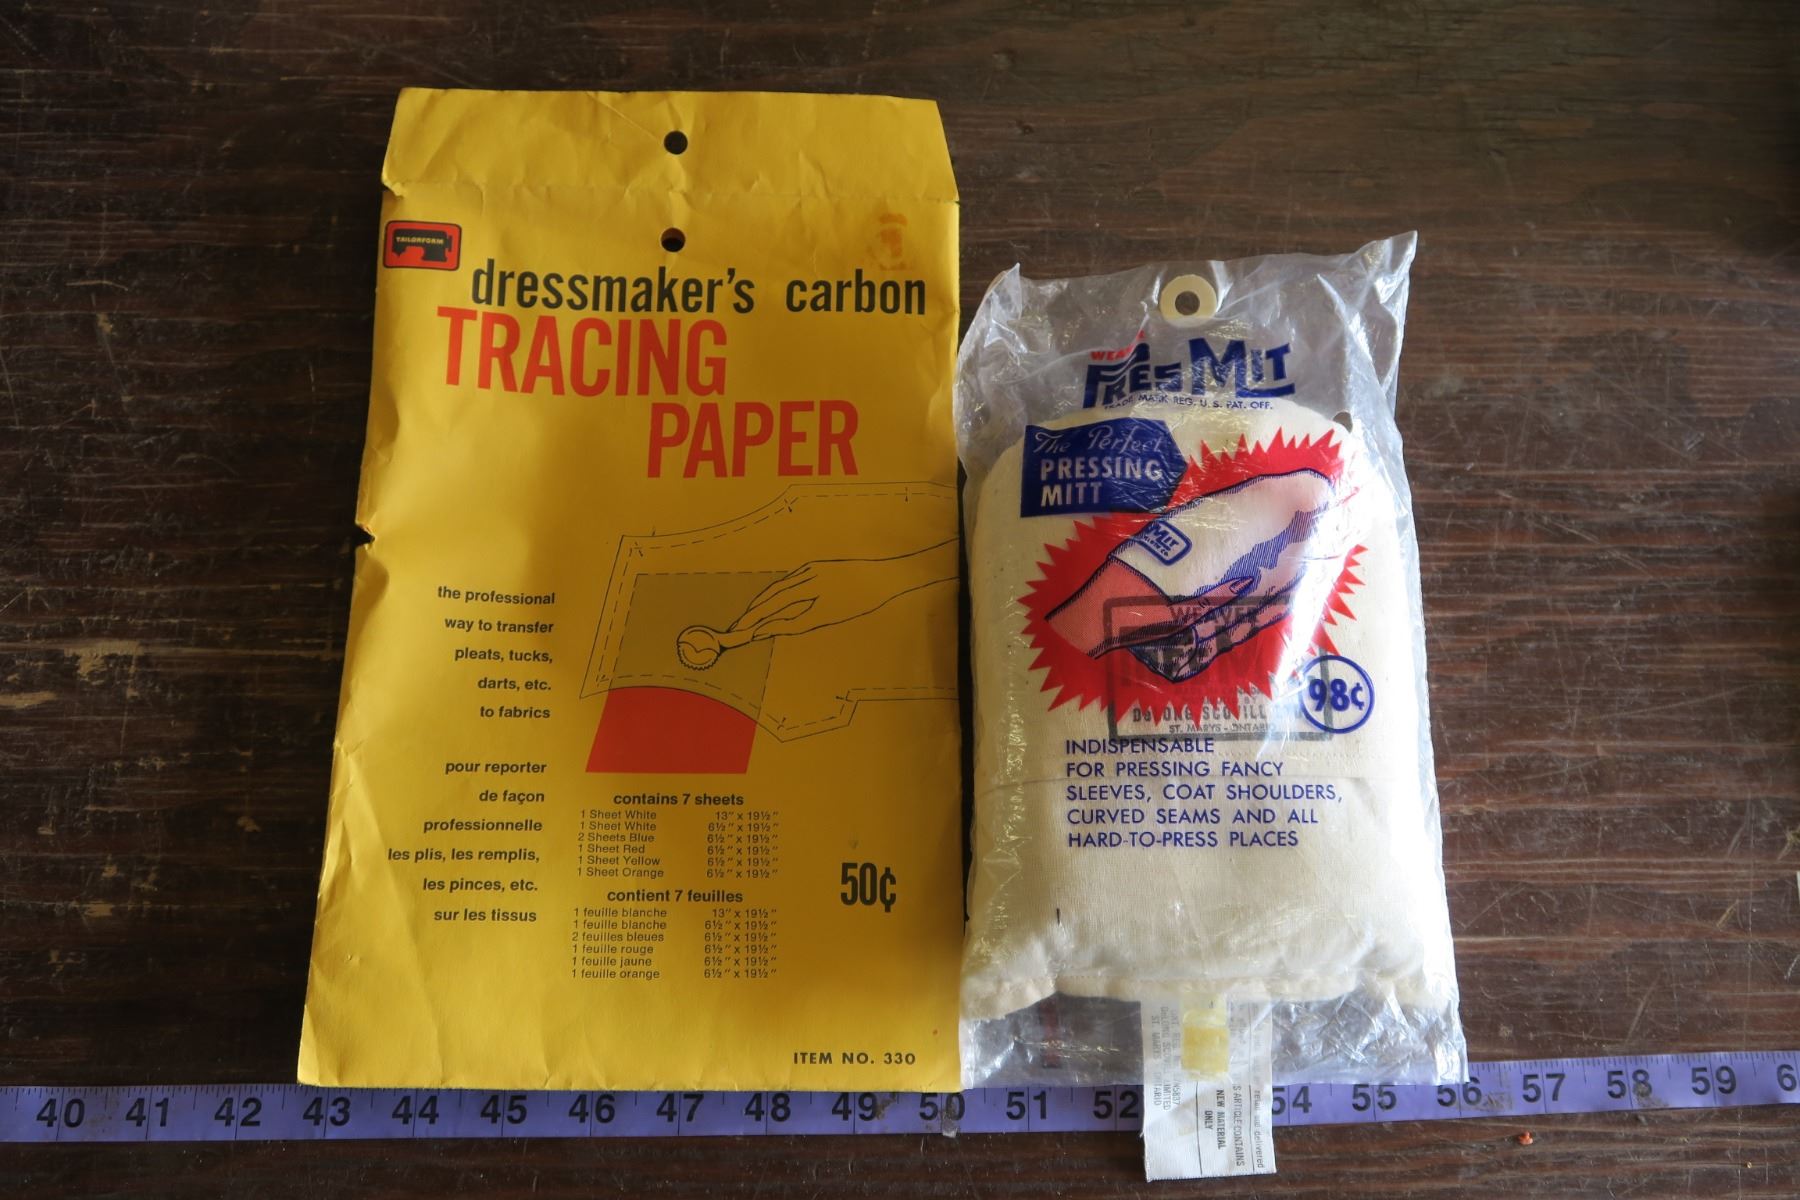 TAILORFORM
dressmaker's carbon
TRACING
PAPER
the professional
way to transfer
pleats, tucks,
darts, etc.
to fabrics
pour reporter
de façon
professionnelle
les plis, les remplis,
les pinces, etc.
sur les tissus
contains 7 sheets
1 Sheet White 13" x 19½"
1 Sheet White 6½" x 19½"
2 Sheets Blue 6½" x 19½"
1 Sheet Red 6½" x 19½"
1 Sheet Yellow 6½" x 19½"
1 Sheet Orange 6½" x 19½"
contient 7 feuilles
1 feuille blanche 13" x 19½"
1 feuille blanche 6½" x 19½"
2 feuilles bleues 6½" x 19½"
1 feuille rouge 6½" x 19½"
1 feuille jaune 6½" x 19½"
1 feuille orange 6½" x 19½"
50¢
ITEM NO. 330
PRES MIT
TRADE MARK REG. U.S. PAT. OFF.
The Perfect
PRESSING
MITT
WEAVER
ST. MARYS - ONTARIO
98¢
INDISPENSABLE
FOR PRESSING FANCY
SLEEVES, COAT SHOULDERS,
CURVED SEAMS AND ALL
HARD-TO-PRESS PLACES
delivered
ARTICLE CONTAINS
NEW MATERIAL
ONLY
40 41 42 43 44 45 46 47 48 49 50 51 52 54 55 56 57 58 59